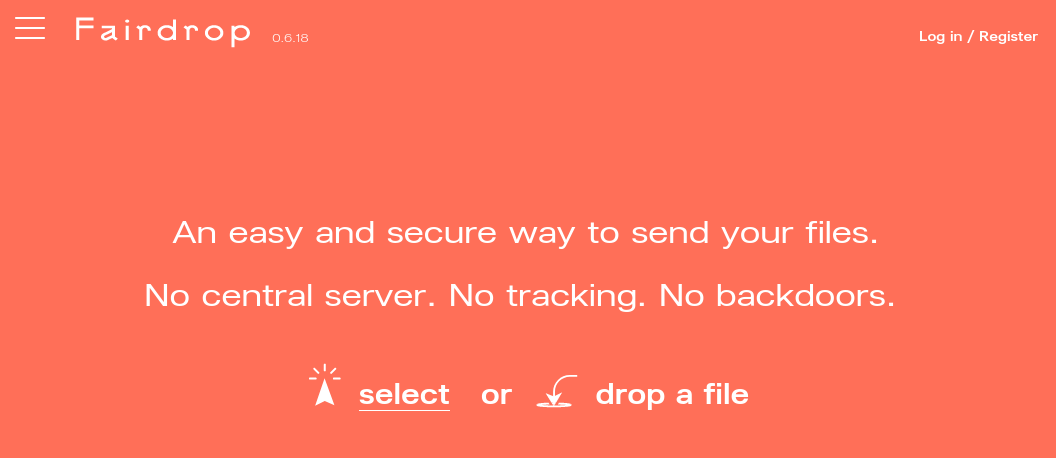 Fairdrop 0.6.18
Log in / Register
An easy and secure way to send your files.
No central server. No tracking. No backdoors.
select or drop a file